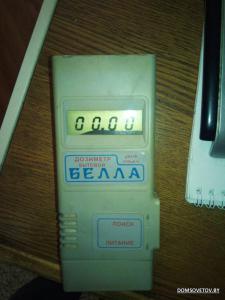 00.00
ДОЗИМЕТР
БЫТОВОЙ
БЕЛЛА
ПОИСК
ПИТАНИЕ
DOMSOVETOV.BY